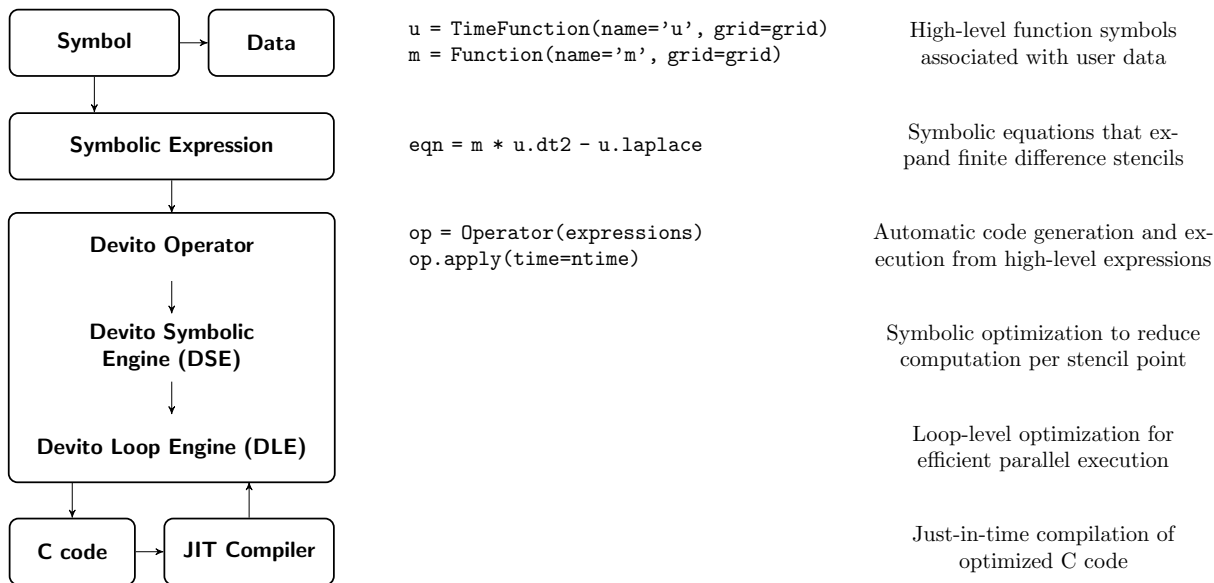 Symbol
Data
u = TimeFunction(name='u', grid=grid)
m = Function(name='m', grid=grid)
High-level function symbols
associated with user data
Symbolic Expression
eqn = m * u.dt2 - u.laplace
Symbolic equations that ex-
pand finite difference stencils
Devito Operator
op = Operator(expressions)
op.apply(time=ntime)
Automatic code generation and ex-
ecution from high-level expressions
Devito Symbolic
Engine (DSE)
Symbolic optimization to reduce
computation per stencil point
Devito Loop Engine (DLE)
Loop-level optimization for
efficient parallel execution
C code
JIT Compiler
Just-in-time compilation of
optimized C code